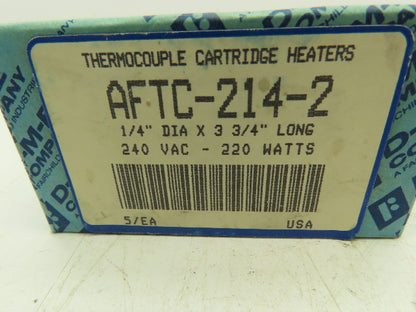 THERMOCOUPLE CARTRIDGE HEATERS
AFTC-214-2
1/4" DIA X 3 3/4" LONG
240 VAC - 220 WATTS
5/EA USA